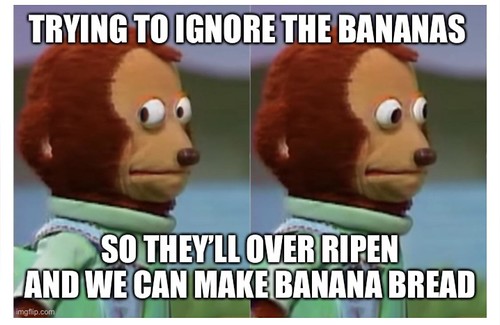 TRYING TO IGNORE THE BANANAS
SO THEY'LL OVER RIPEN
AND WE CAN MAKE BANANA BREAD
imgflip.com